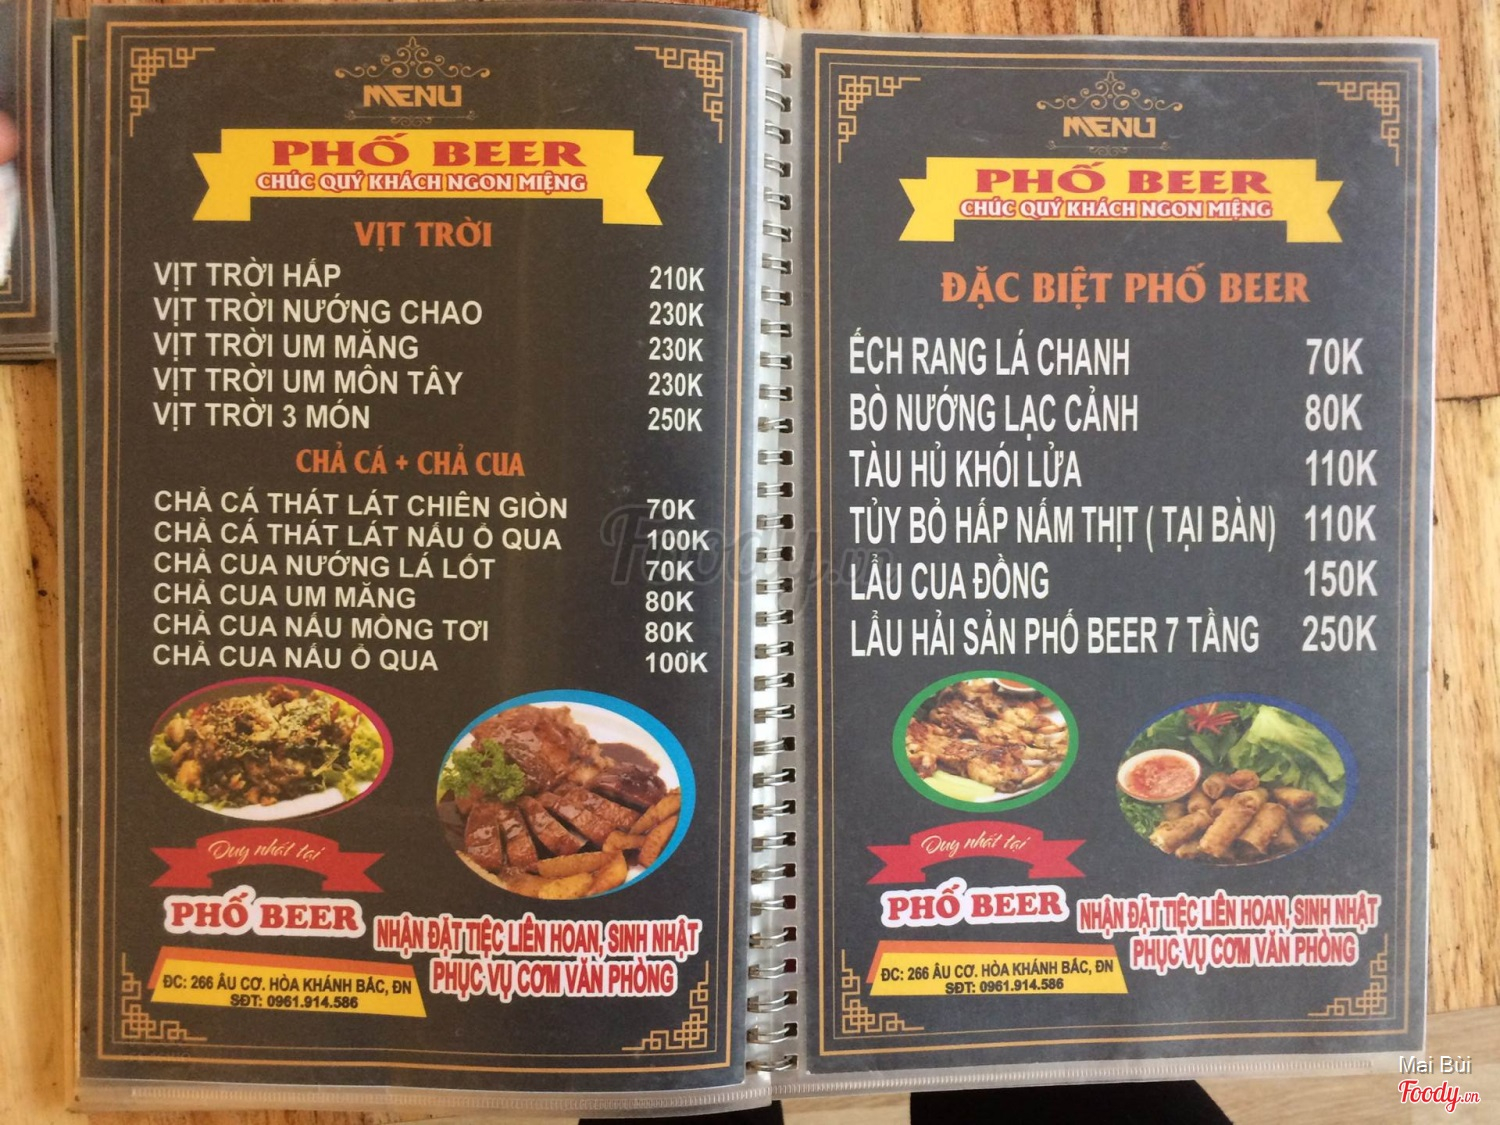 MENU
PHỐ BEER
CHÚC QUÝ KHÁCH NGON MIỆNG
VỊT TRỜI
VỊT TRỜI HẤP 210K
VỊT TRỜI NƯỚNG CHAO 230K
VỊT TRỜI UM MĂNG 230K
VỊT TRỜI UM MÔN TÂY 230K
VỊT TRỜI 3 MÓN 250K
CHẢ CÁ + CHẢ CUA
CHẢ CÁ THÁT LÁT CHIÊN GIÒN 70K
CHẢ CÁ THÁT LÁT NẤU Ổ QUA 100K
CHẢ CUA NƯỚNG LÁ LỐT 70K
CHẢ CUA UM MĂNG 80K
CHẢ CUA NẤU MỒNG TƠI 80K
CHẢ CUA NẤU Ổ QUA 100K
Duy nhất tại
PHỐ BEER
NHẬN ĐẶT TIỆC LIÊN HOAN, SINH NHẬT
PHỤC VỤ CƠM VĂN PHÒNG
ĐC: 266 ÂU CƠ. HÒA KHÁNH BẮC, ĐN
SĐT: 0961.914.586
MENU
PHỐ BEER
CHÚC QUÝ KHÁCH NGON MIỆNG
ĐẶC BIỆT PHỐ BEER
ẾCH RANG LÁ CHANH 70K
BÒ NƯỚNG LẠC CẢNH 80K
TÀU HỦ KHÓI LỬA 110K
TỦY BỎ HẤP NẤM THỊT ( TẠI BÀN) 110K
LẨU CUA ĐỒNG 150K
LẨU HẢI SẢN PHỐ BEER 7 TẦNG 250K
Duy nhất tại
PHỐ BEER
NHẬN ĐẶT TIỆC LIÊN HOAN, SINH NHẬT
PHỤC VỤ CƠM VĂN PHÒNG
ĐC: 266 ÂU CƠ. HÒA KHÁNH BẮC, ĐN
SĐT: 0961.914.586
Foody.vn
Mai Bùi
Foody.vn